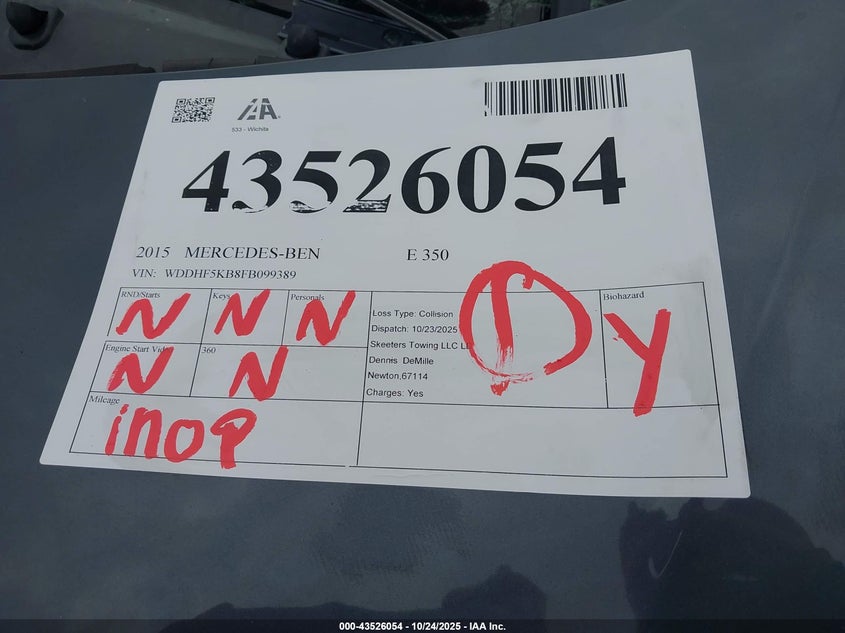 IAA
533 - Wichita
43526054
2015 MERCEDES-BEN E 350
VIN: WDDHF5KB8FB099389
RND/Starts Keys Personals Biohazard
N N N D Y
Loss Type: Collision
Dispatch: 10/23/2025
Skeeters Towing LLC
Dennis DeMille
Newton,67114
Charges: Yes
Engine Start 360
N N
Mileage
inop
000-43526054 - 10/24/2025 - IAA Inc.